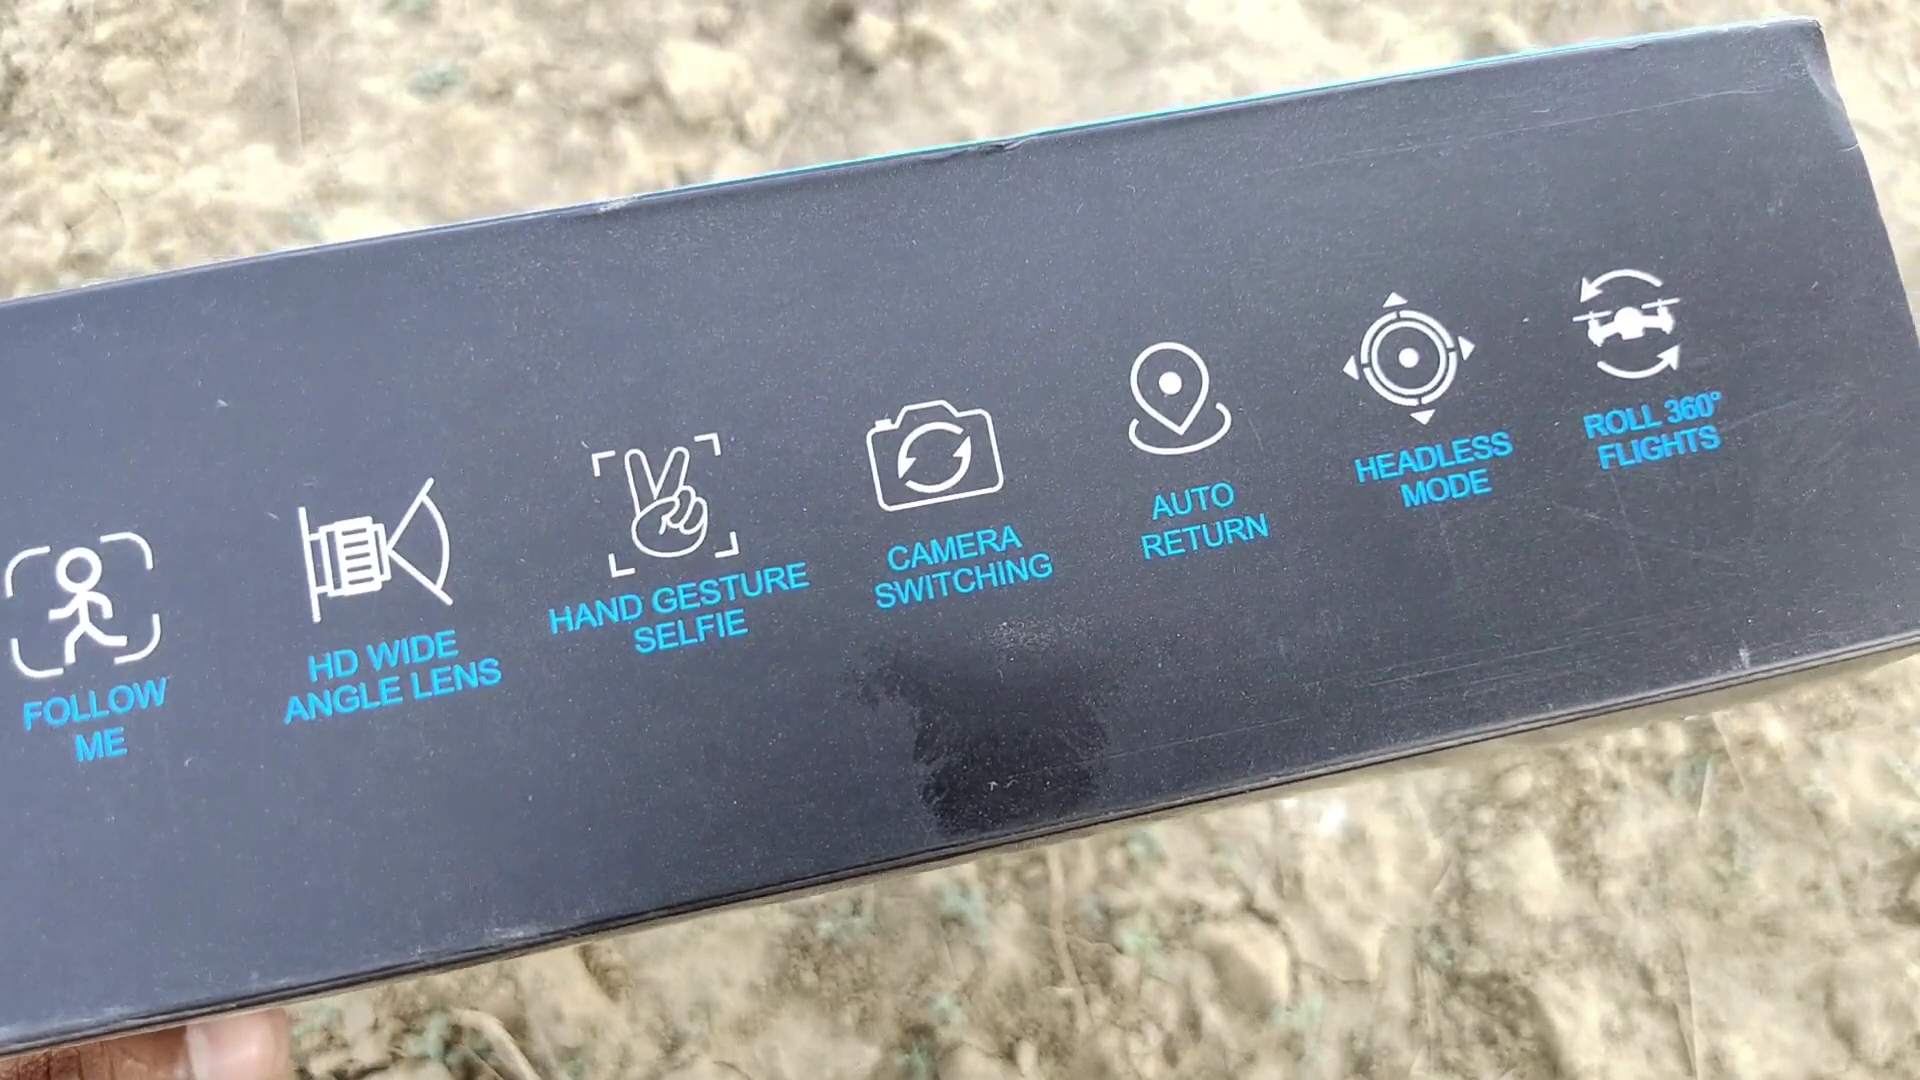 FOLLOW
ME
HD WIDE
ANGLE LENS
HAND GESTURE
SELFIE
CAMERA
SWITCHING
AUTO
RETURN
HEADLESS
MODE
ROLL 360°
FLIGHTS